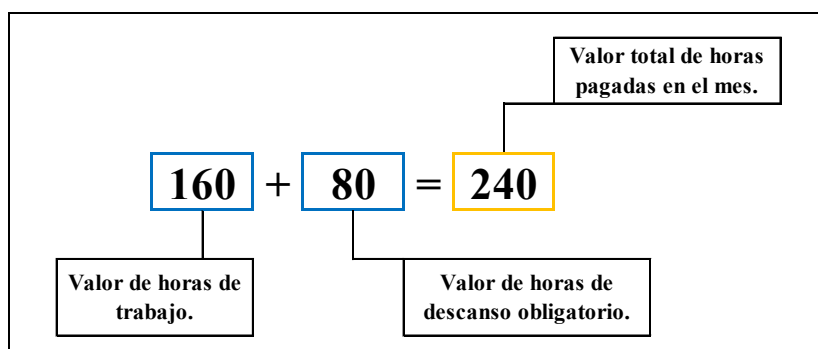 Valor total de horas
pagadas en el mes.
160 + 80 = 240
Valor de horas de
trabajo.
Valor de horas de
descanso obligatorio.